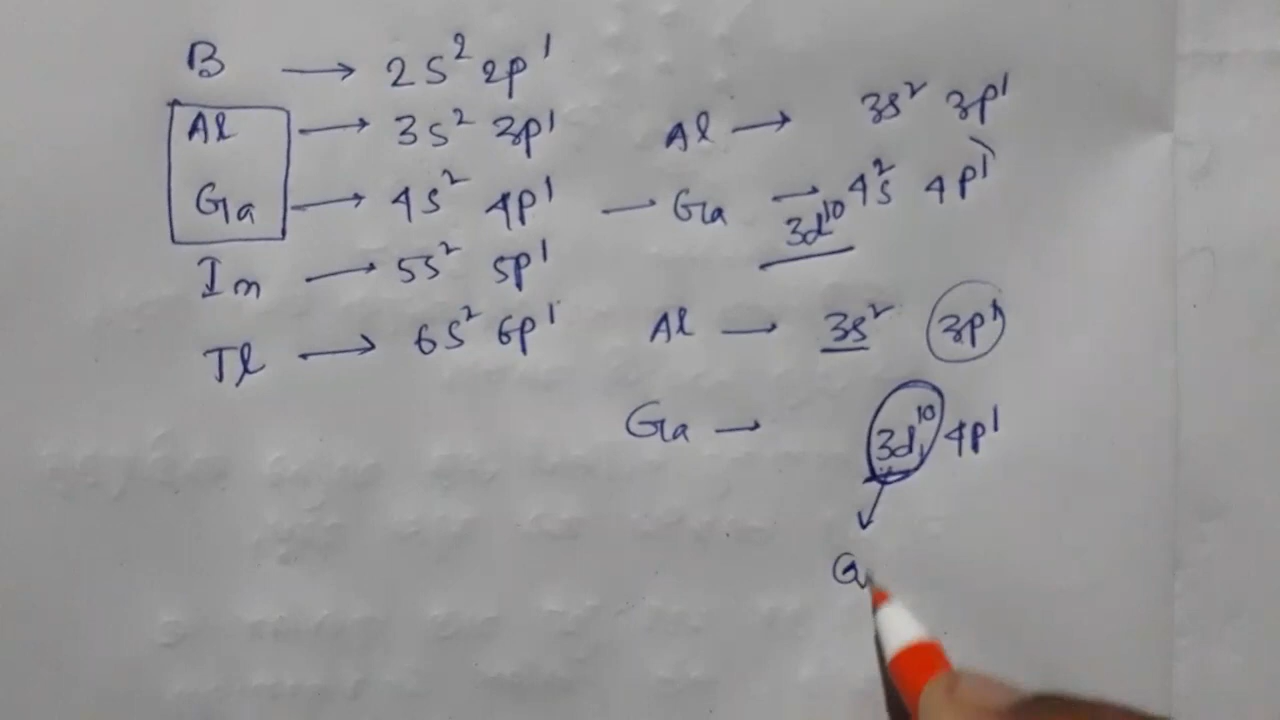 B → 2s² 2p¹
Al → 3s² 3p¹
Ga → 4s² 4p¹
In → 5s² 5p¹
Tl → 6s² 6p¹
Al → 3s² 3p¹
— Ga → 3d¹⁰ 4s² 4p¹
Al → 3s² 3p¹
Ga → 3d¹⁰ 4p¹